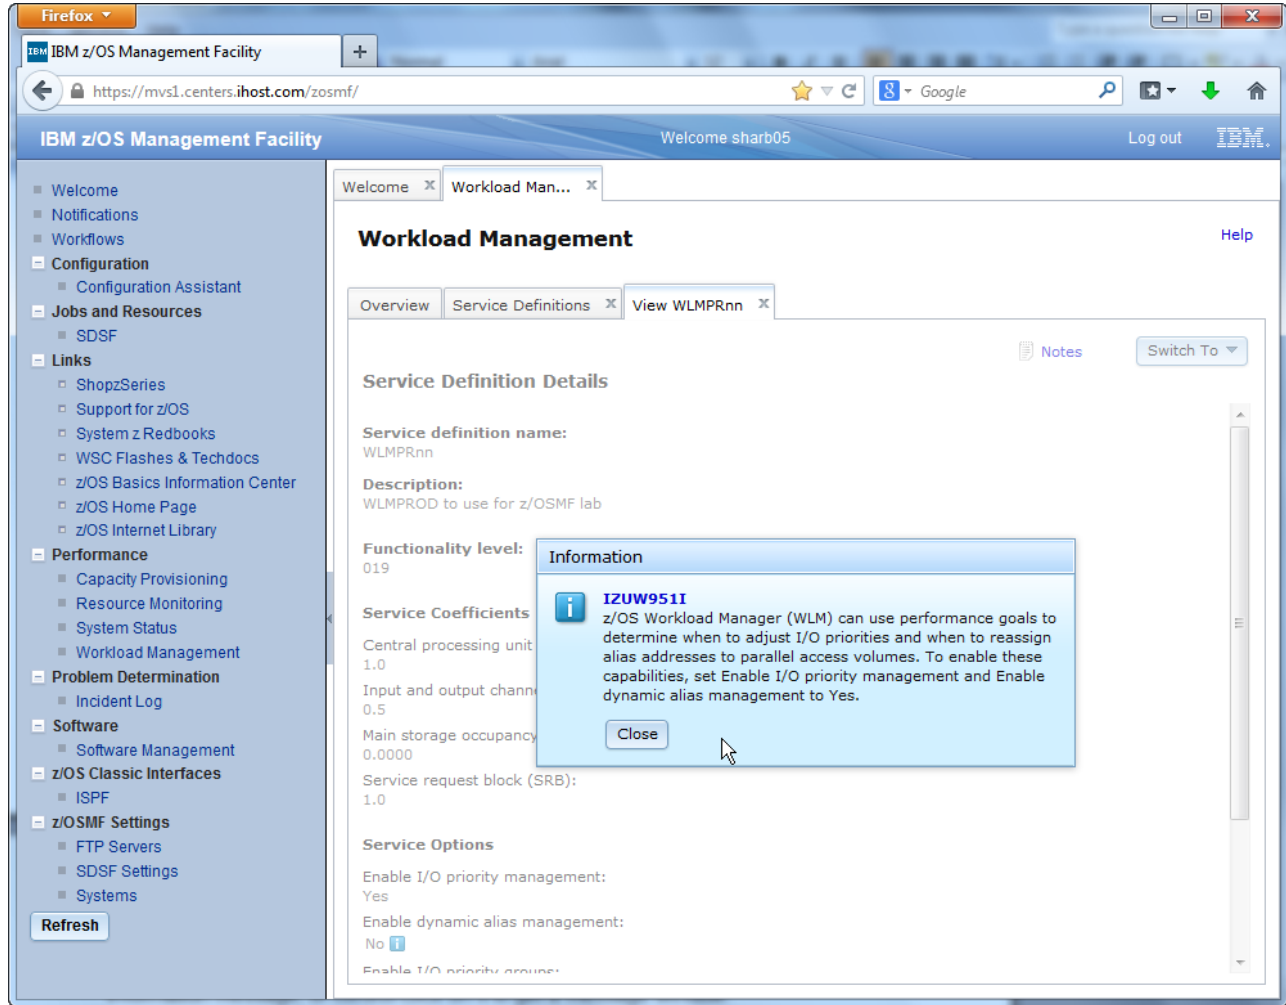 Firefox
IBM IBM z/OS Management Facility
https://mvs1.centers.ihost.com/zosmf/
8 Google
IBM z/OS Management Facility
Welcome sharb05
Log out
IBM.
Welcome
Notifications
Workflows
Configuration
Configuration Assistant
Jobs and Resources
SDSF
Links
ShopzSeries
Support for z/OS
System z Redbooks
WSC Flashes & Techdocs
z/OS Basics Information Center
z/OS Home Page
z/OS Internet Library
Performance
Capacity Provisioning
Resource Monitoring
System Status
Workload Management
Problem Determination
Incident Log
Software
Software Management
z/OS Classic Interfaces
ISPF
z/OSMF Settings
FTP Servers
SDSF Settings
Systems
Refresh
Welcome X
Workload Man... X
Workload Management
Help
Overview
Service Definitions X
View WLMPRnn X
Notes
Switch To
Service Definition Details
Service definition name:
WLMPRnn
Description:
WLMPROD to use for z/OSMF lab
Functionality level:
019
Service Coefficients
Central processing unit
1.0
Input and output chann
0.5
Main storage occupancy
0.0000
Service request block (SRB):
1.0
Service Options
Enable I/O priority management:
Yes
Enable dynamic alias management:
No i
Enable I/O priority groups:
Information
i
IZUW951I
z/OS Workload Manager (WLM) can use performance goals to
determine when to adjust I/O priorities and when to reassign
alias addresses to parallel access volumes. To enable these
capabilities, set Enable I/O priority management and Enable
dynamic alias management to Yes.
Close